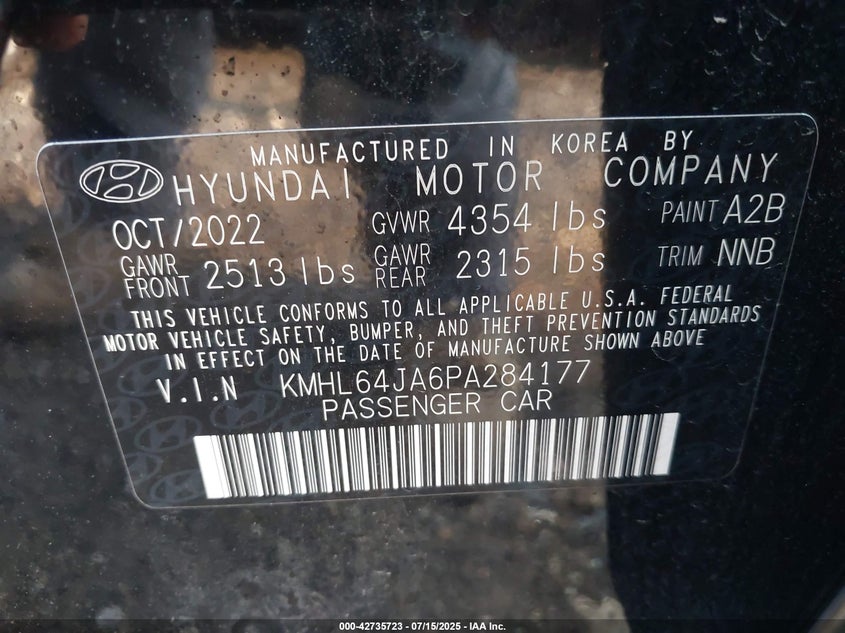 MANUFACTURED IN KOREA BY
HYUNDAI MOTOR COMPANY
OCT/2022 GVWR 4354 lbs PAINT A2B
GAWR FRONT 2513 lbs GAWR REAR 2315 lbs TRIM NNB
THIS VEHICLE CONFORMS TO ALL APPLICABLE U.S.A. FEDERAL
MOTOR VEHICLE SAFETY, BUMPER, AND THEFT PREVENTION STANDARDS
IN EFFECT ON THE DATE OF MANUFACTURE SHOWN ABOVE
V.I.N KMHL64JA6PA284177
PASSENGER CAR
000-42735723 - 07/15/2025 - IAA Inc.